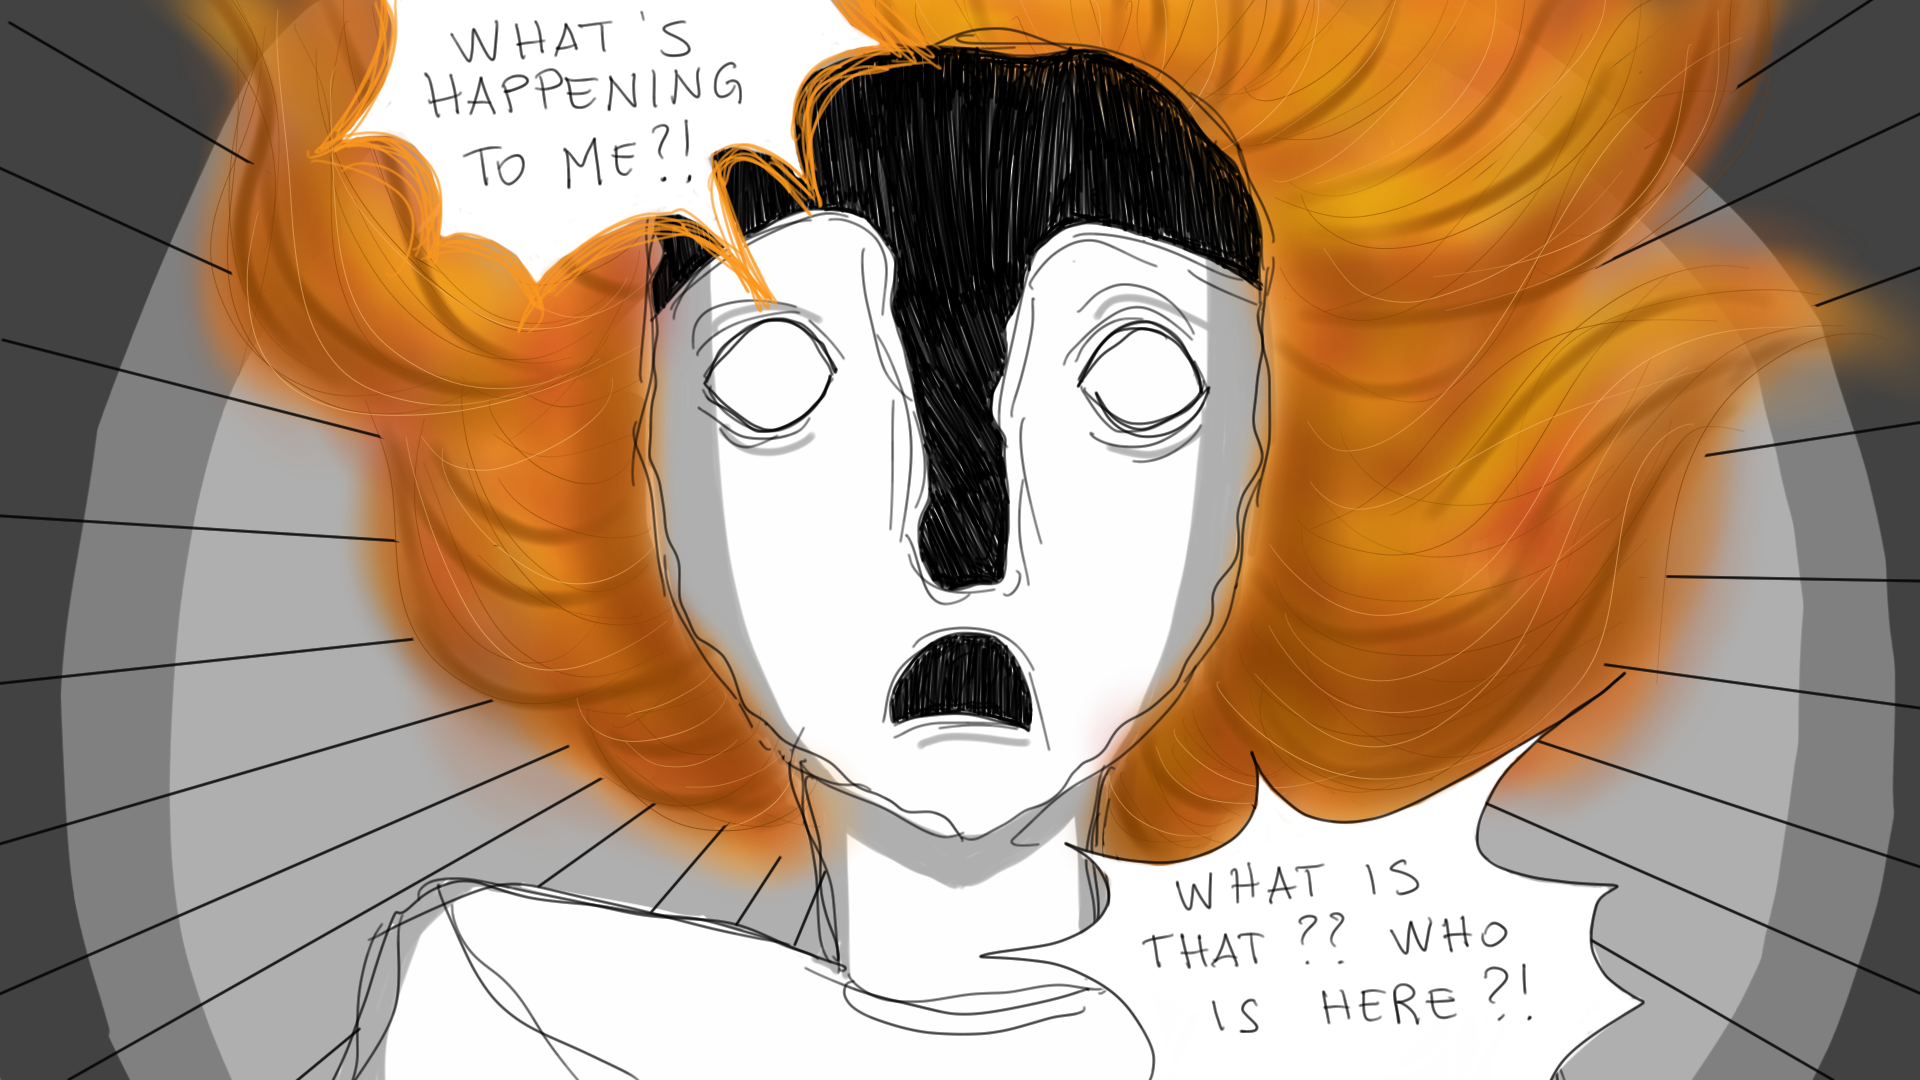 WHAT'S
HAPPENING
TO ME?!
WHAT IS
THAT ?? WHO
IS HERE ?!